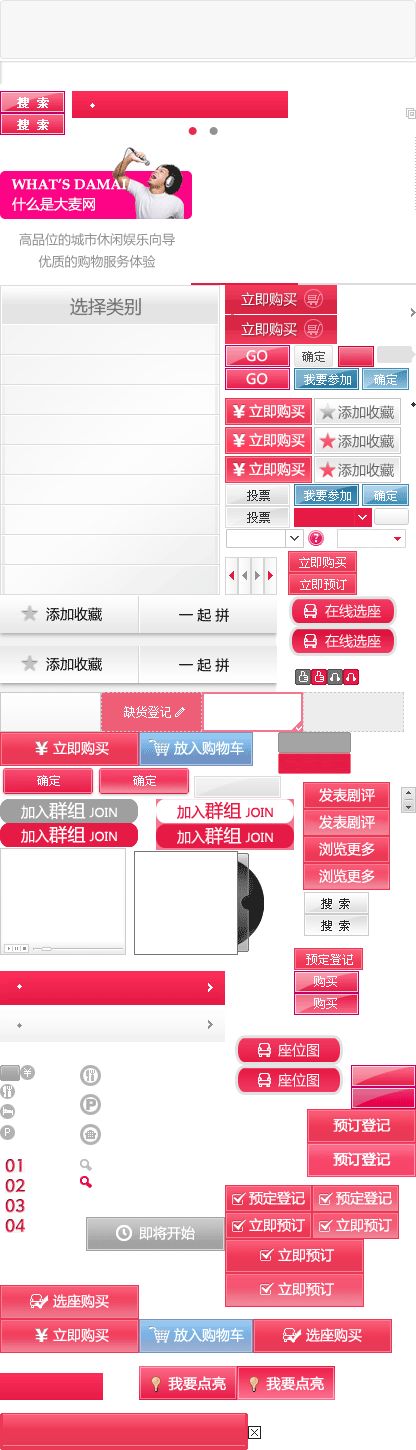 搜 索
搜 索
WHAT'S DAMAI
什么是大麦网
高品位的城市休闲娱乐向导
优质的购物服务体验
选择类别
立即购买
立即购买
GO 确定
GO 我要参加 确定
¥ 立即购买 添加收藏
¥ 立即购买 添加收藏
¥ 立即购买 添加收藏
投票 我要参加 确定
投票
?
立即购买
立即预订
添加收藏 一起拼 在线选座
在线选座
添加收藏 一起拼
缺货登记
¥ 立即购买 放入购物车
确定 确定
发表剧评
加入群组 JOIN 加入群组 JOIN
发表剧评
加入群组 JOIN 加入群组 JOIN
浏览更多
浏览更多
搜 索
搜 索
预定登记
购买
购买
座位图
¥
座位图
P
P
预订登记
预订登记
01
02
03
04
预定登记 预定登记
即将开始 立即预订 立即预订
立即预订
立即预订
选座购买
¥ 立即购买 放入购物车 选座购买
我要点亮 我要点亮